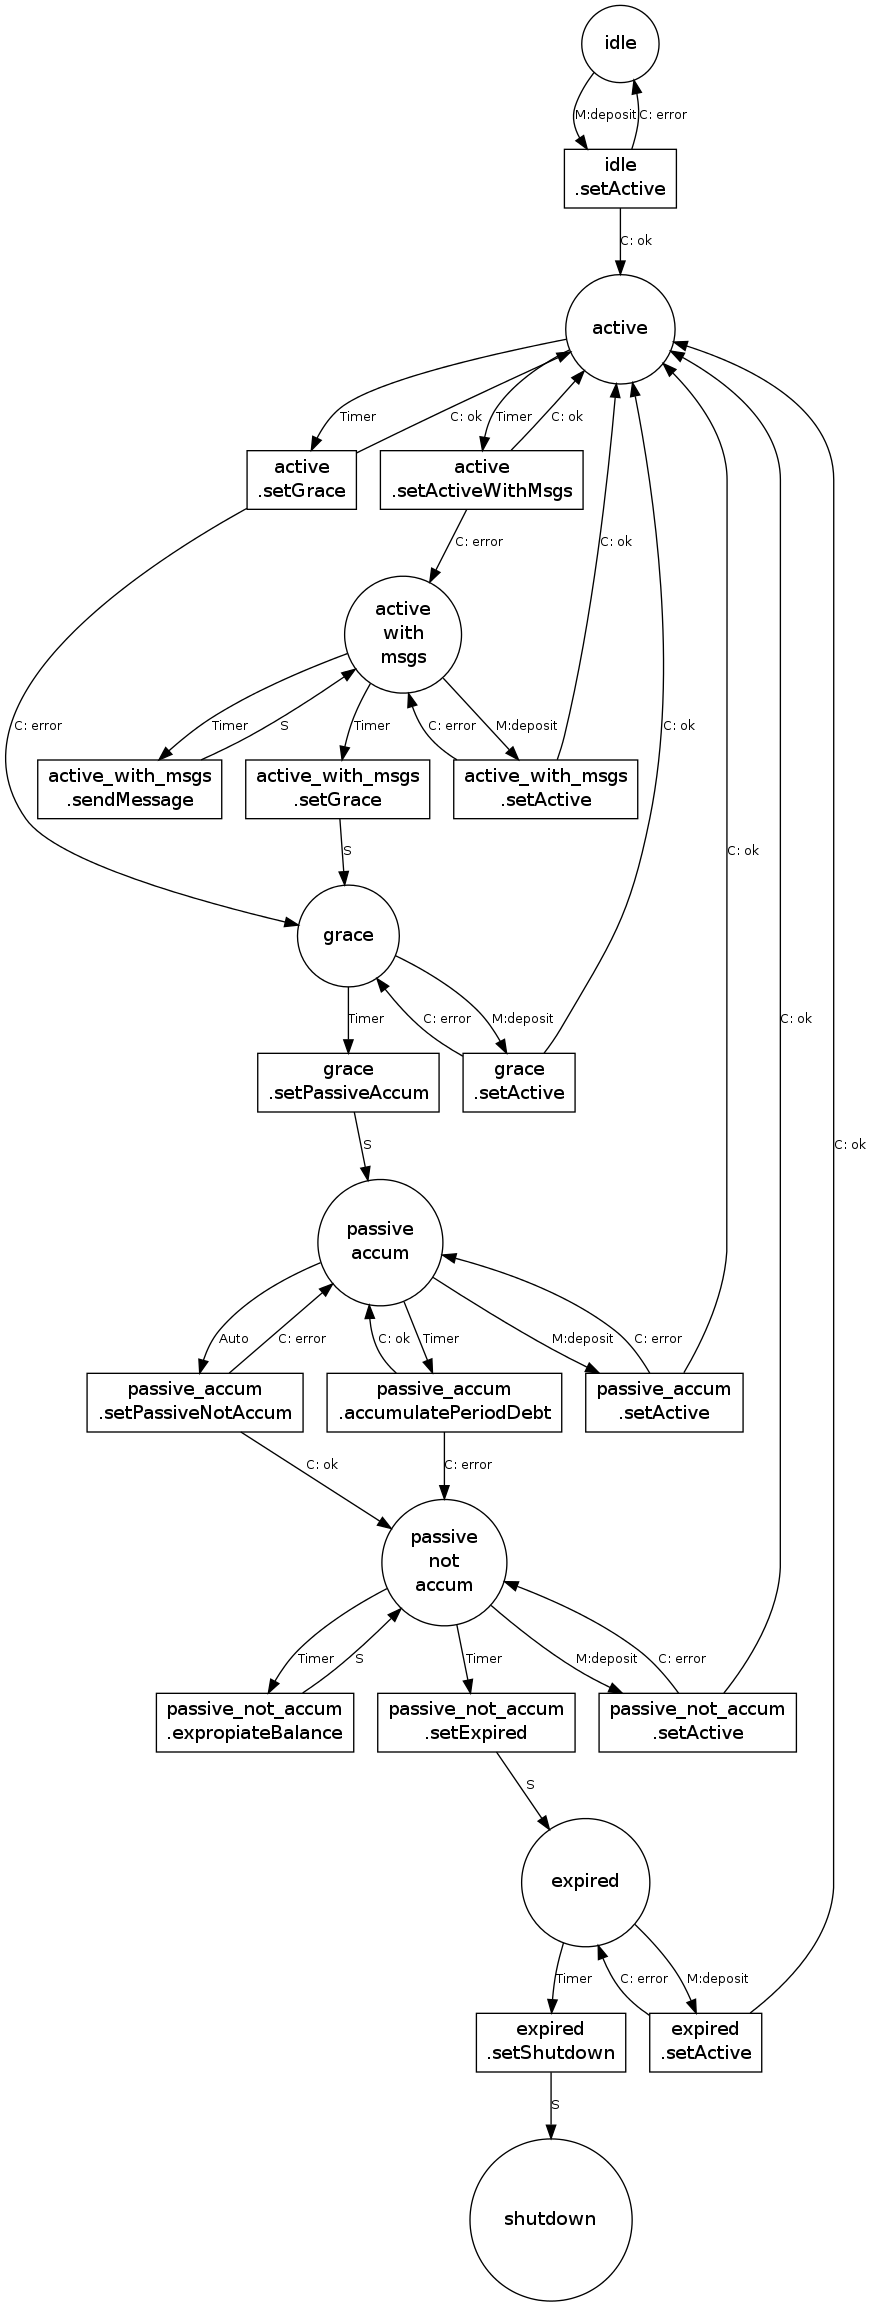 idle
M:deposit
C: error
idle
.setActive
C: ok
active
Timer
C: ok
Timer
C: ok
active
.setGrace
active
.setActiveWithMsgs
C: error
C: ok
active
with
msgs
C: error
Timer
S
Timer
C: error
M:deposit
C: ok
active_with_msgs
.sendMessage
active_with_msgs
.setGrace
active_with_msgs
.setActive
S
C: ok
grace
Timer
C: error
M:deposit
C: ok
grace
.setPassiveAccum
grace
.setActive
S
C: ok
passive
accum
Auto
C: error
C: ok
Timer
M:deposit
C: error
passive_accum
.setPassiveNotAccum
passive_accum
.accumulatePeriodDebt
passive_accum
.setActive
C: ok
C: error
passive
not
accum
Timer
S
Timer
M:deposit
C: error
passive_not_accum
.expropiateBalance
passive_not_accum
.setExpired
passive_not_accum
.setActive
S
expired
Timer
C: error
M:deposit
expired
.setShutdown
expired
.setActive
S
shutdown